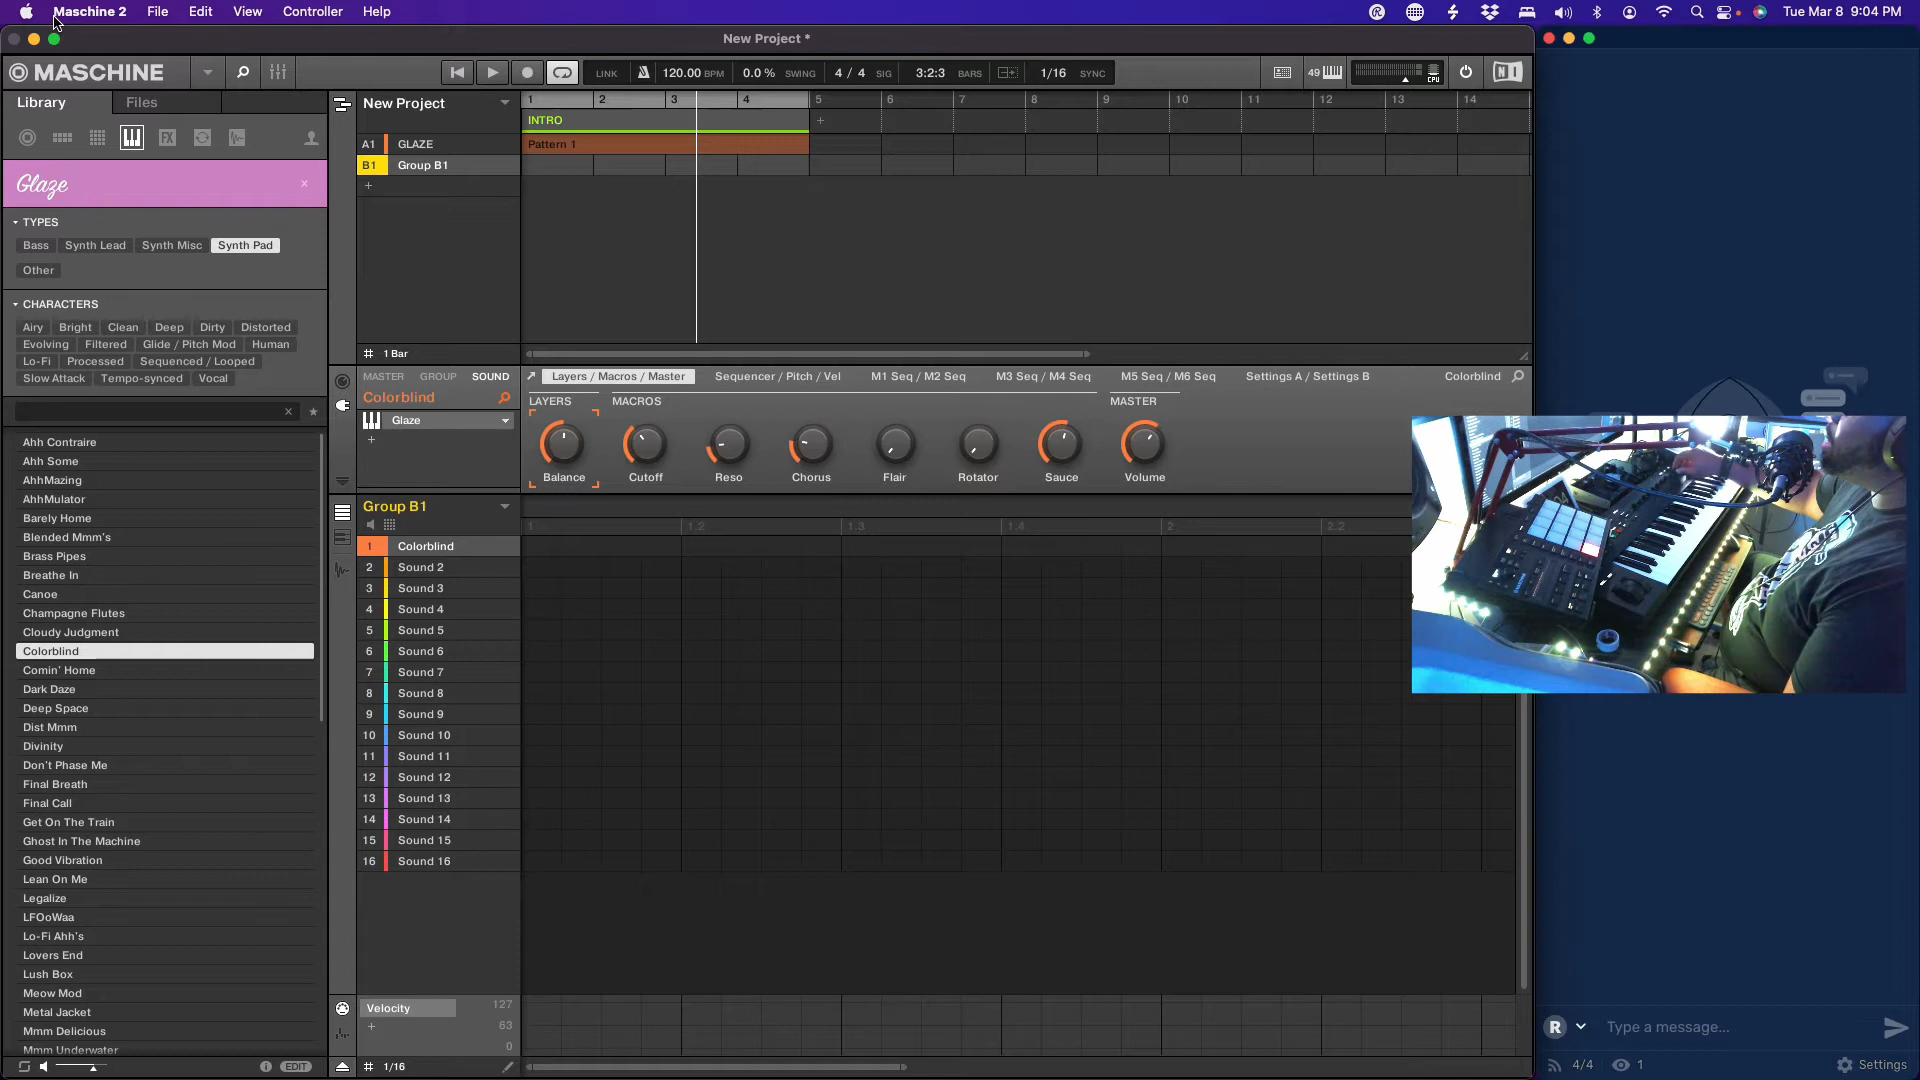 Maschine 2 File Edit View Controller Help Tue Mar 8 9:04 PM
New Project *
MASCHINE LINK 120.00 BPM 0.0 % SWING 4 / 4 SIG 3:2:3 BARS 1/16 SYNC 49 CPU
Library Files
New Project
1 2 3 4 5 6 7 8 9 10 11 12 13 14
INTRO +
A1 GLAZE Pattern 1
B1 Group B1
+
Glaze ×
TYPES
Bass Synth Lead Synth Misc Synth Pad
Other
CHARACTERS
Airy Bright Clean Deep Dirty Distorted
Evolving Filtered Glide / Pitch Mod Human
Lo-Fi Processed Sequenced / Looped
Slow Attack Tempo-synced Vocal
1 Bar
MASTER GROUP SOUND Layers / Macros / Master Sequencer / Pitch / Vel M1 Seq / M2 Seq M3 Seq / M4 Seq M5 Seq / M6 Seq Settings A / Settings B Colorblind
Colorblind
LAYERS MACROS MASTER
Glaze
+
Balance Cutoff Reso Chorus Flair Rotator Sauce Volume
Ahh Contraire
Ahh Some
AhhMazing
AhhMulator
Barely Home
Blended Mmm's
Brass Pipes
Breathe In
Canoe
Champagne Flutes
Cloudy Judgment
Colorblind
Comin' Home
Dark Daze
Deep Space
Dist Mmm
Divinity
Don't Phase Me
Final Breath
Final Call
Get On The Train
Ghost In The Machine
Good Vibration
Lean On Me
Legalize
LFOoWaa
Lo-Fi Ahh's
Lovers End
Lush Box
Meow Mod
Metal Jacket
Mmm Delicious
Mmm Underwater
EDIT
Group B1
1 1.2 1.3 1.4 2 2.2
1 Colorblind
2 Sound 2
3 Sound 3
4 Sound 4
5 Sound 5
6 Sound 6
7 Sound 7
8 Sound 8
9 Sound 9
10 Sound 10
11 Sound 11
12 Sound 12
13 Sound 13
14 Sound 14
15 Sound 15
16 Sound 16
Velocity 127
+ 63
0
1/16
R Type a message...
4/4 1 Settings